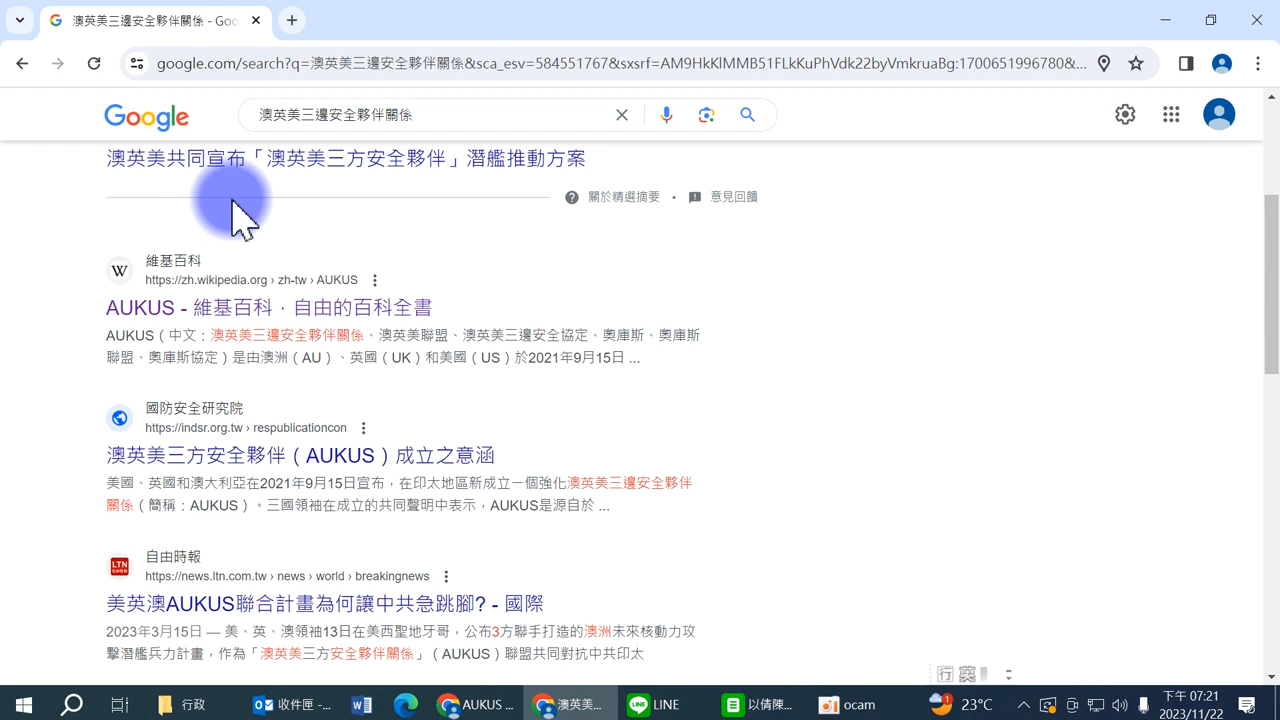 澳英美三邊安全夥伴關係 - Goo
google.com/search?q=澳英美三邊安全夥伴關係&sca_esv=584551767&sxsrf=AM9HkKlMMB51FLkKuPhVdk22byVmkruaBg:1700651996780&...
Google
澳英美三邊安全夥伴關係
澳英美共同宣布「澳英美三方安全夥伴」潛艦推動方案
關於精選摘要 • 意見回饋
維基百科
https://zh.wikipedia.org › zh-tw › AUKUS
AUKUS - 維基百科,自由的百科全書
AUKUS（中文：澳英美三邊安全夥伴關係、澳英美聯盟、澳英美三邊安全協定、奧庫斯、奧庫斯
聯盟、奧庫斯協定）是由澳洲（AU）、英國（UK）和美國（US）於2021年9月15日 ...
國防安全研究院
https://indsr.org.tw › respublicationcon
澳英美三方安全夥伴（AUKUS）成立之意涵
美國、英國和澳大利亞在2021年9月15日宣布，在印太地區新成立一個強化澳英美三邊安全夥伴
關係（簡稱：AUKUS）。三國領袖在成立的共同聲明中表示，AUKUS是源自於 ...
LTN
自由時報
https://news.ltn.com.tw › news › world › breakingnews
美英澳AUKUS聯合計畫為何讓中共急跳腳? - 國際
2023年3月15日 — 美、英、澳領袖13日在美西聖地牙哥，公布3方聯手打造的澳洲未來核動力攻
擊潛艦兵力計畫，作為「澳英美三方安全夥伴關係」（AUKUS）聯盟共同對抗中共印太
行政
收件匣 -...
AUKUS ...
澳英美...
LINE
以倩陳...
ocam
23°C
下午 07:21
2023/11/22